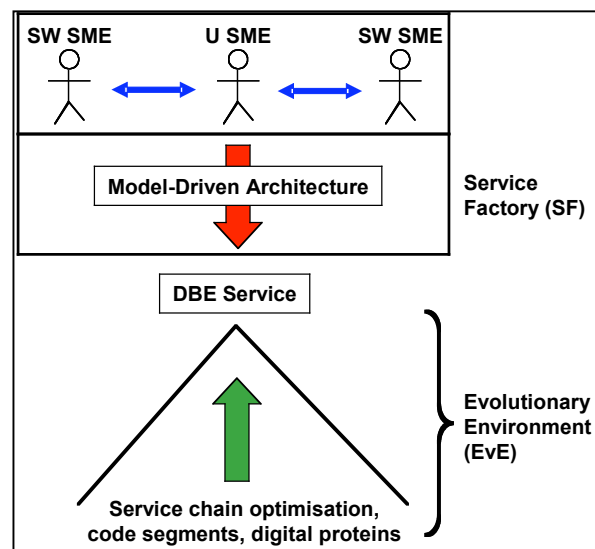 SW SME U SME SW SME
Model-Driven Architecture
Service
Factory (SF)
DBE Service
Evolutionary
Environment
(EvE)
Service chain optimisation,
code segments, digital proteins